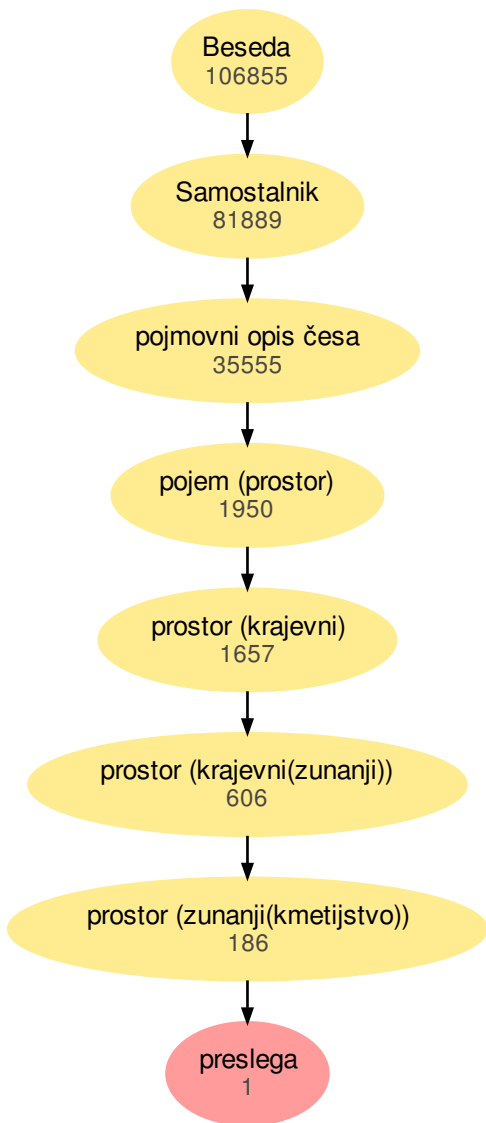 Beseda
106855
Samostalnik
81889
pojmovni opis česa
35555
pojem (prostor)
1950
prostor (krajevni)
1657
prostor (krajevni(zunanji))
606
prostor (zunanji(kmetijstvo))
186
preslega
1